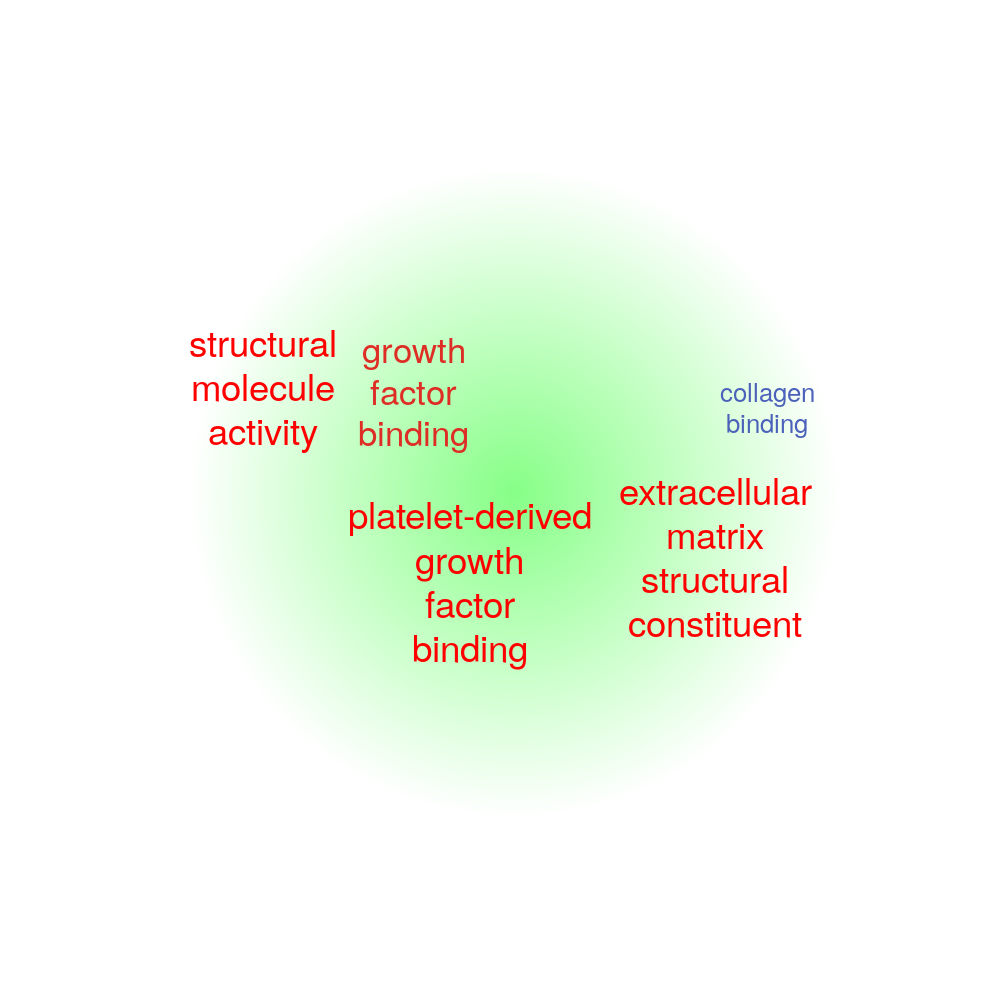 structural
molecule
activity
growth
factor
binding
collagen
binding
platelet-derived
growth
factor
binding
extracellular
matrix
structural
constituent